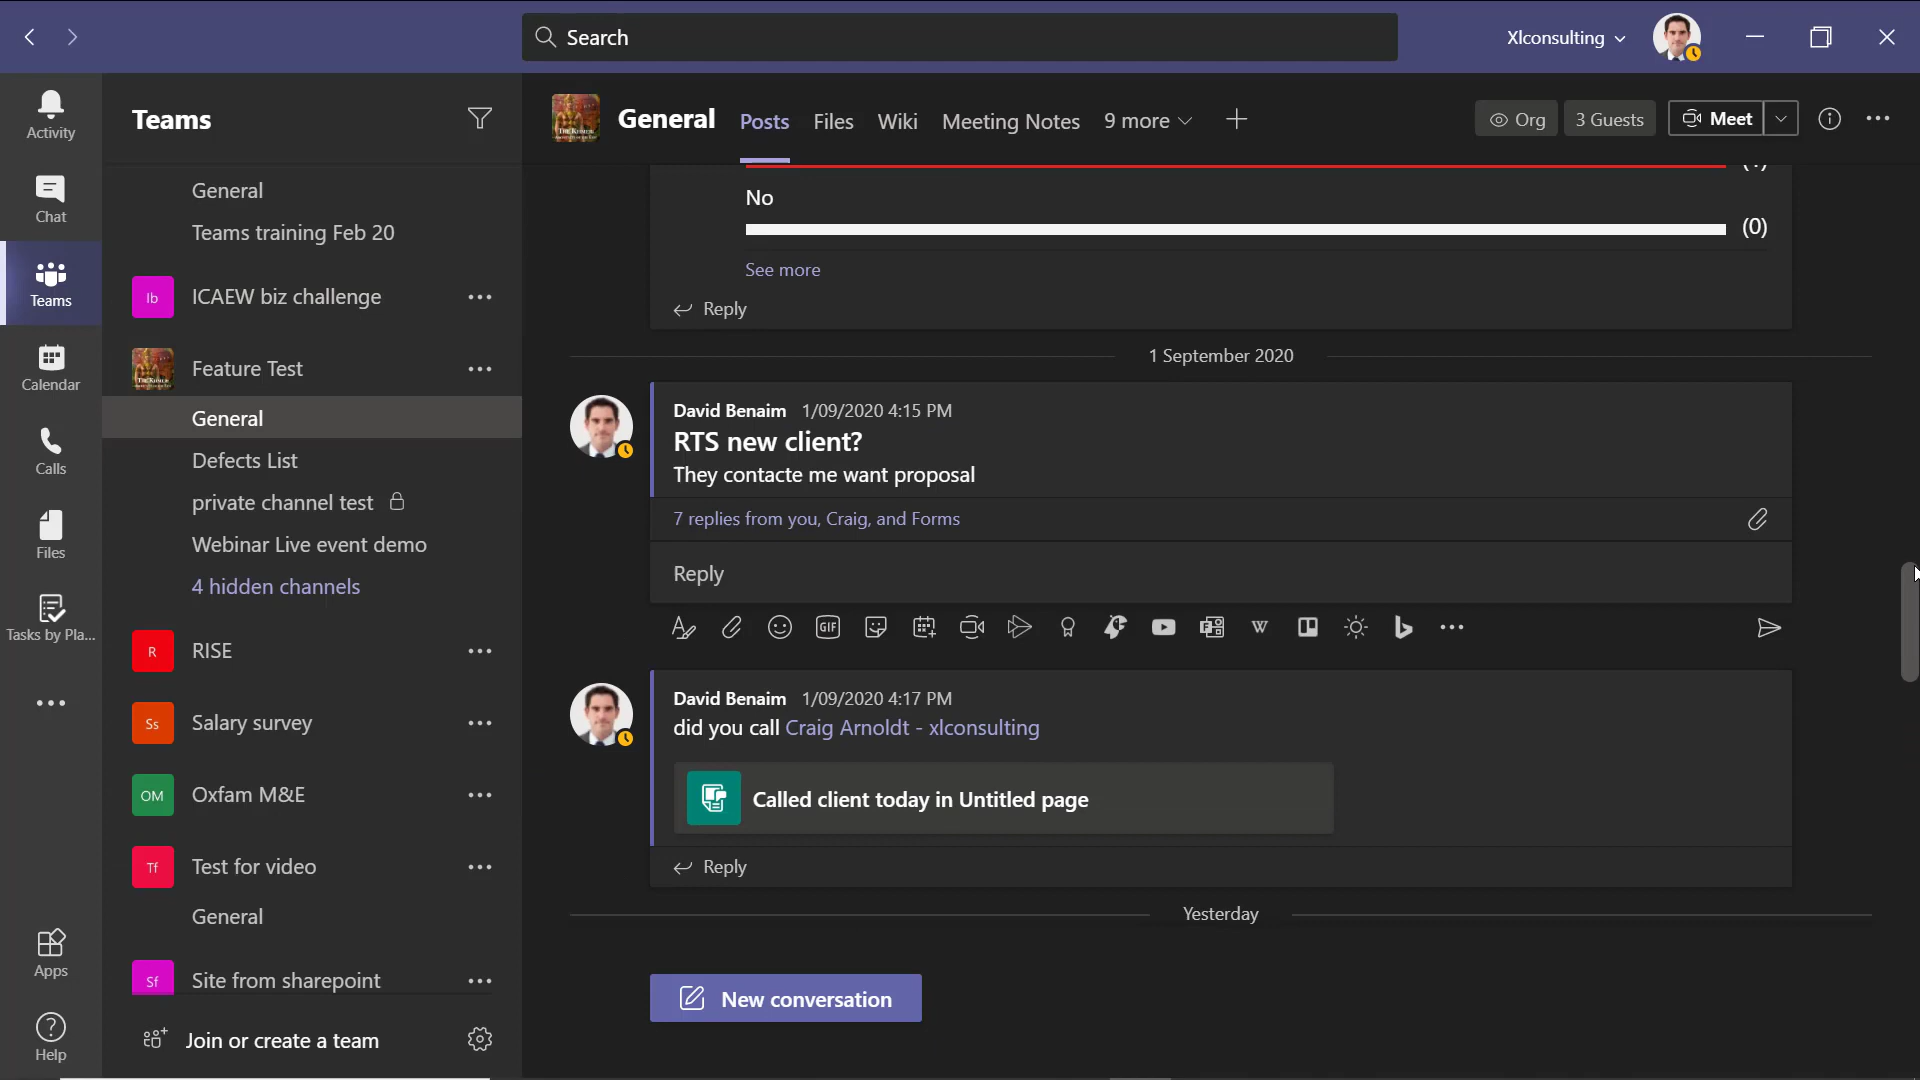 Search
Xlconsulting
Activity
Chat
Teams
Calendar
Calls
Files
Tasks by Pla...
Apps
Help
Teams
General
Teams training Feb 20
Ib ICAEW biz challenge
Feature Test
General
Defects List
private channel test
Webinar Live event demo
4 hidden channels
R RISE
Ss Salary survey
OM Oxfam M&E
Tf Test for video
General
Sf Site from sharepoint
Join or create a team
General Posts Files Wiki Meeting Notes 9 more
Org 3 Guests Meet
No
(0)
See more
Reply
1 September 2020
David Benaim 1/09/2020 4:15 PM
RTS new client?
They contacte me want proposal
7 replies from you, Craig, and Forms
Reply
GIF
W
David Benaim 1/09/2020 4:17 PM
did you call Craig Arnoldt - xlconsulting
Called client today in Untitled page
Reply
Yesterday
New conversation